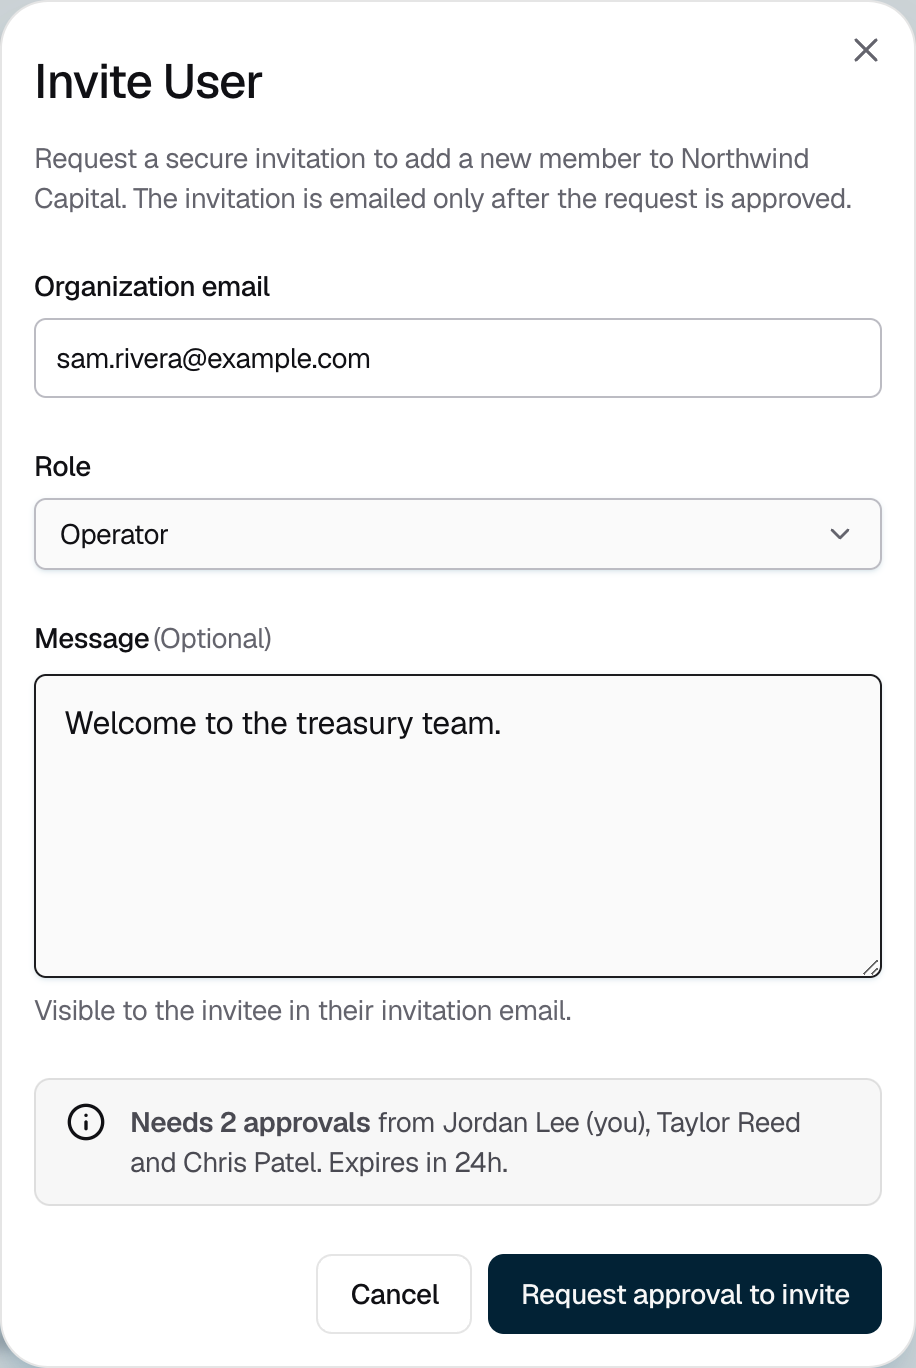 Invite User
Request a secure invitation to add a new member to Northwind
Capital. The invitation is emailed only after the request is approved.
Organization email
sam.rivera@example.com
Role
Operator
Message (Optional)
Welcome to the treasury team.
Visible to the invitee in their invitation email.
Needs 2 approvals from Jordan Lee (you), Taylor Reed
and Chris Patel. Expires in 24h.
Cancel
Request approval to invite